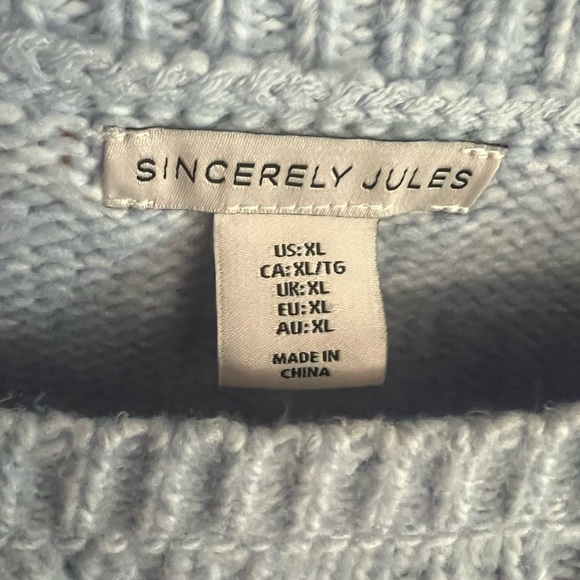 SINCERELY JULES
US:XL
CA:XL/TG
UK:XL
EU:XL
AU:XL
MADE IN
CHINA